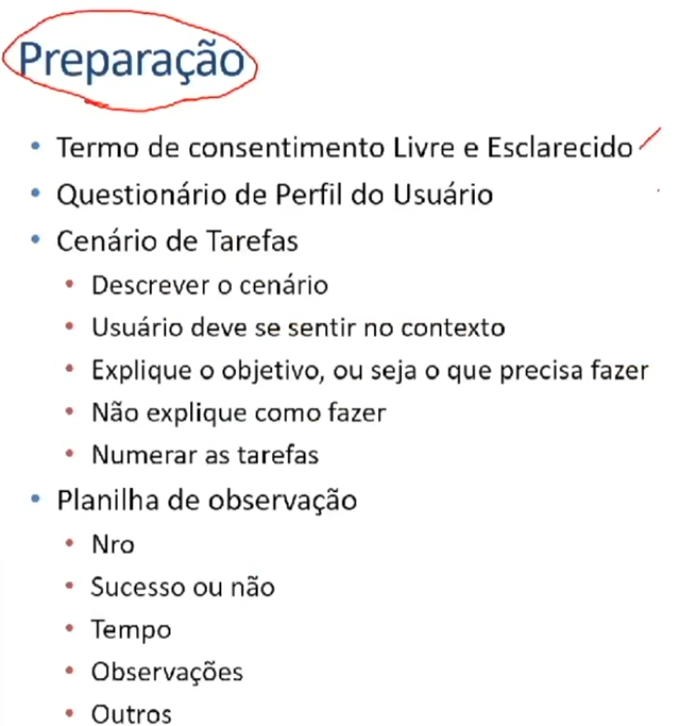 Preparação
• Termo de consentimento Livre e Esclarecido
• Questionário de Perfil do Usuário
• Cenário de Tarefas
• Descrever o cenário
• Usuário deve se sentir no contexto
• Explique o objetivo, ou seja o que precisa fazer
• Não explique como fazer
• Numerar as tarefas
• Planilha de observação
• Nro
• Sucesso ou não
• Tempo
• Observações
• Outros